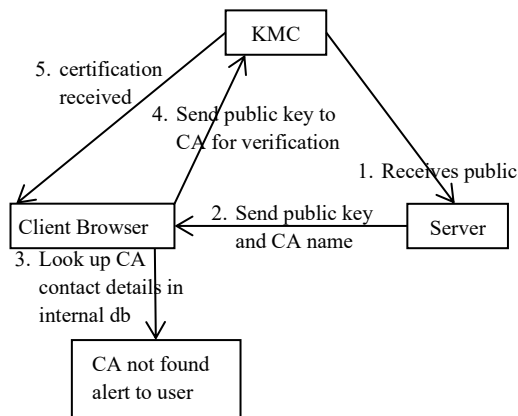 KMC
5. certification
received
4. Send public key to
CA for verification
1. Receives public
Client Browser
2. Send public key
and CA name
Server
3. Look up CA
contact details in
internal db
CA not found
alert to user